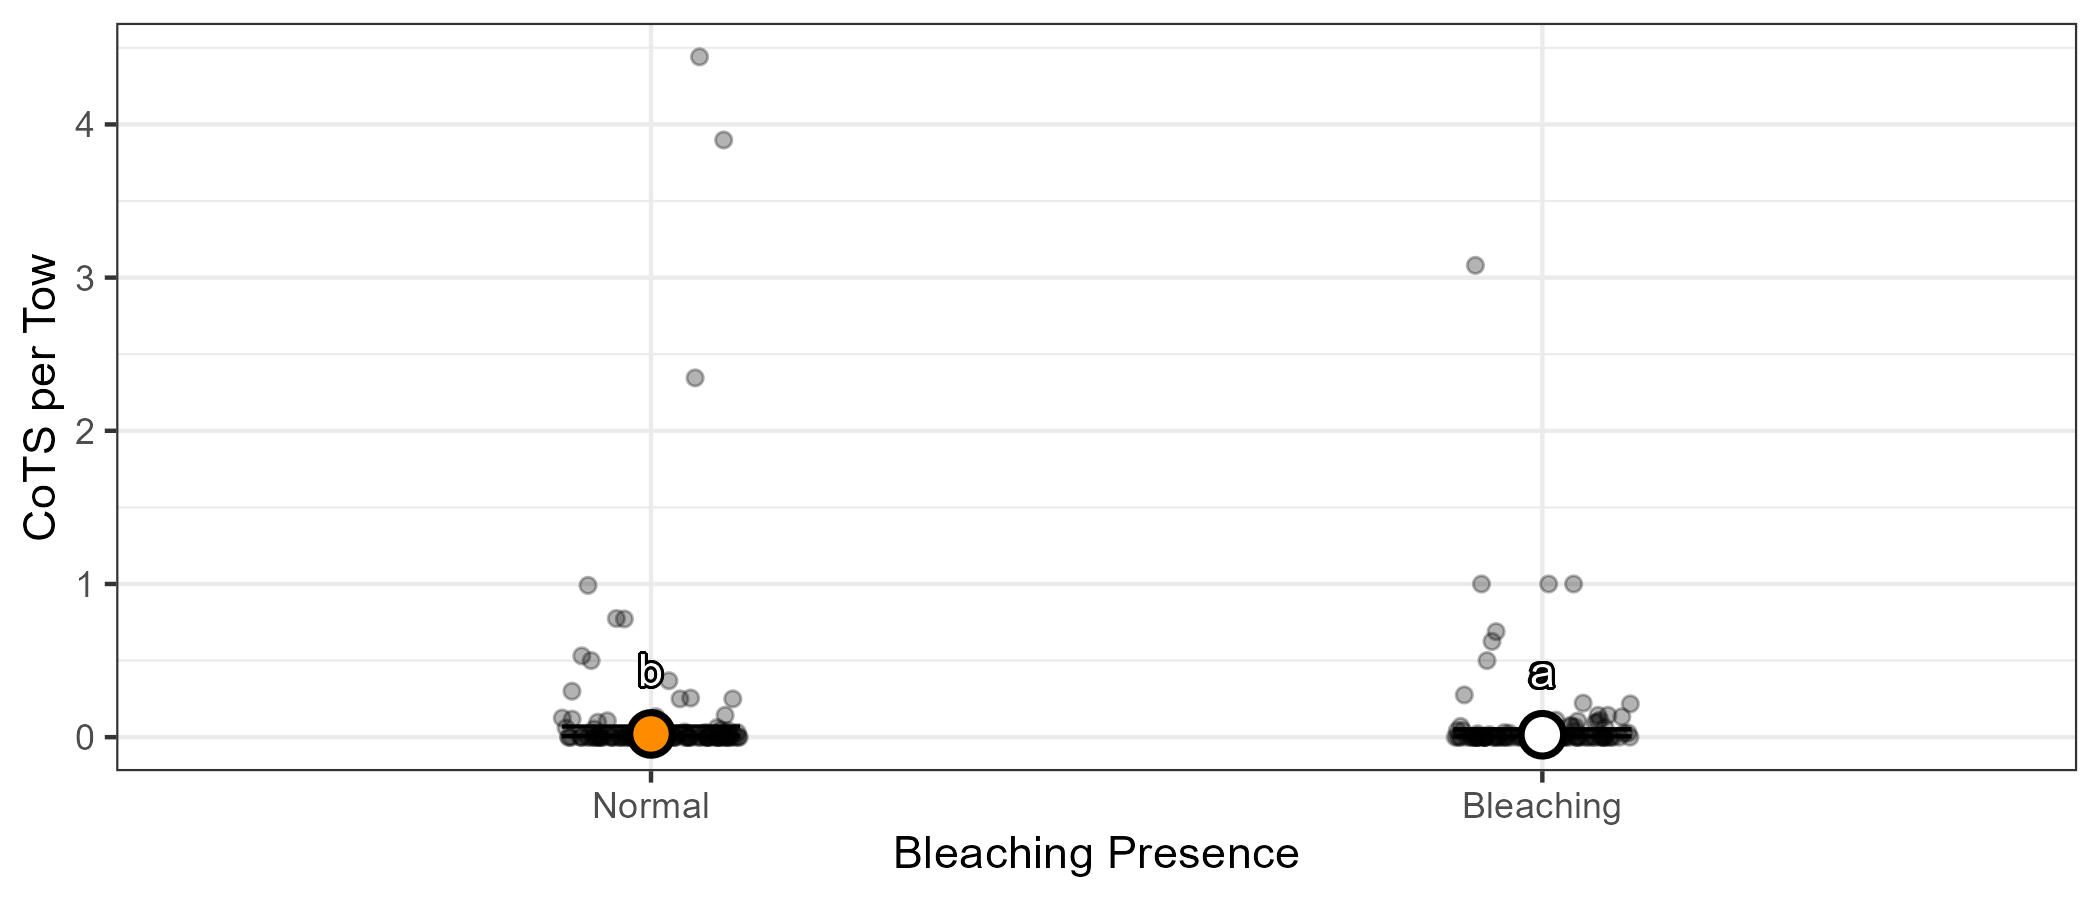 4
3
2
1
0
CoTS per Tow
b
a
Normal
Bleaching
Bleaching Presence